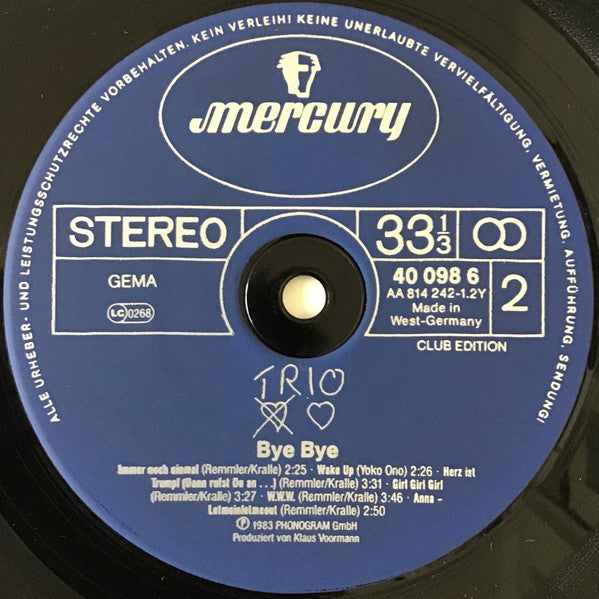 ALLE URHEBER- UND LEISTUNGSSCHUTZRECHTE VORBEHALTEN. KEIN VERLEIH! KEINE UNERLAUBTE VERVIELFÄLTIGUNG, VERMIETUNG, AUFFÜHRUNG, SENDUNG!
mercury
STEREO
33 1/3
GEMA
LC 0268
40 098 6
AA 814 242-1.2Y
Made in
West-Germany
2
CLUB EDITION
TRIO
Bye Bye
Immer noch einmal (Remmler/Kralle) 2:25 · Wake Up (Yoko Ono) 2:26 · Herz ist
Trumpf (Dann rufst Du an . . .) (Remmler/Kralle) 3:31 · Girl Girl Girl
(Remmler/Kralle) 3:27 · W.W.W. (Remmler/Kralle) 3:46 · Anna –
Letmeinletmeout (Remmler/Kralle) 2:50
℗ 1983 PHONOGRAM GmbH
Produziert von Klaus Voormann